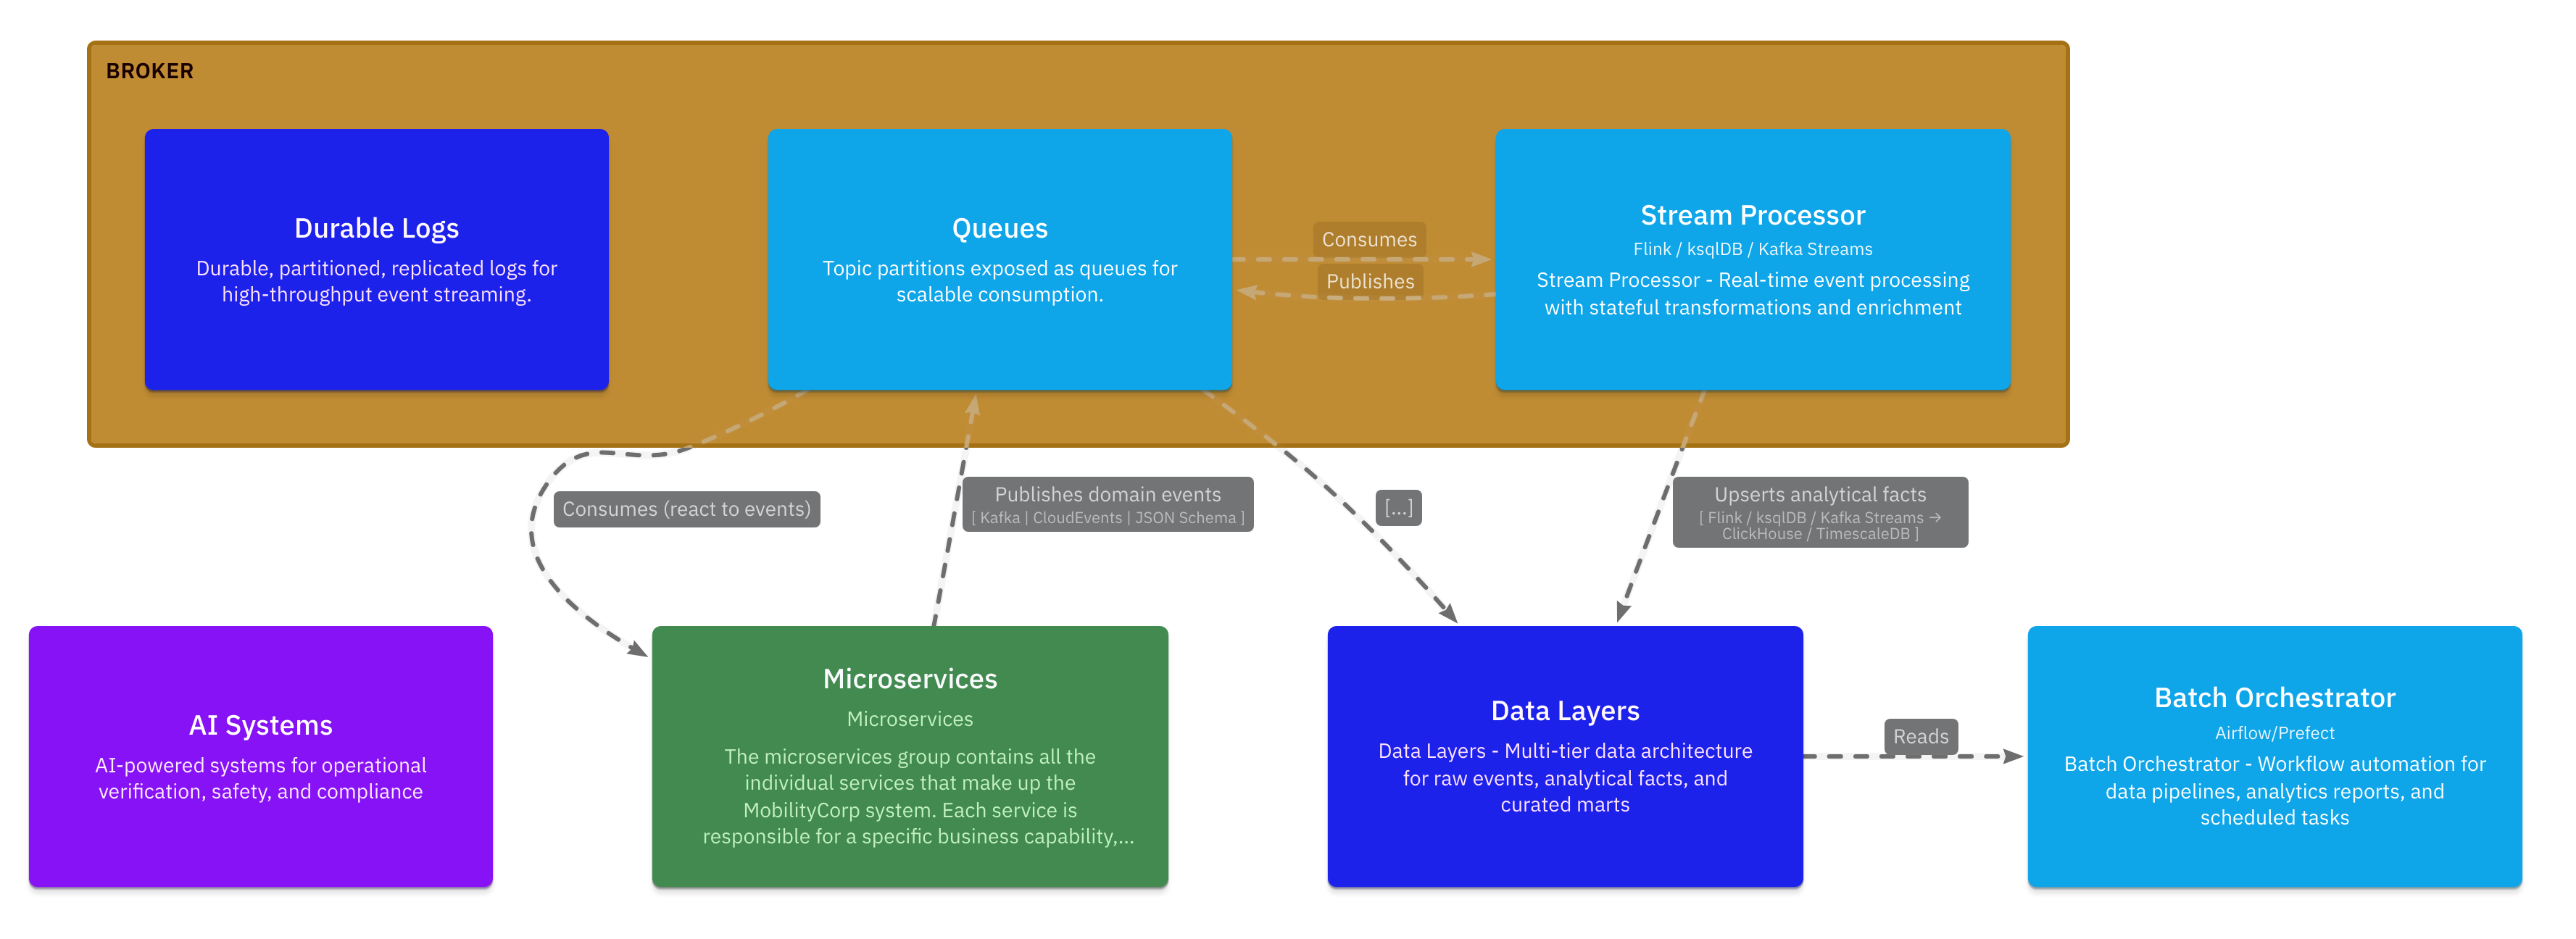 BROKER
Durable Logs
Durable, partitioned, replicated logs for
high-throughput event streaming.
Queues
Topic partitions exposed as queues for
scalable consumption.
Consumes
Publishes
Stream Processor
Flink / ksqlDB / Kafka Streams
Stream Processor - Real-time event processing
with stateful transformations and enrichment
Consumes (react to events)
Publishes domain events
[ Kafka | CloudEvents | JSON Schema ]
[...]
Upserts analytical facts
[ Flink / ksqlDB / Kafka Streams →
ClickHouse / TimescaleDB ]
AI Systems
AI-powered systems for operational
verification, safety, and compliance
Microservices
Microservices
The microservices group contains all the
individual services that make up the
MobilityCorp system. Each service is
responsible for a specific business capability,...
Data Layers
Data Layers - Multi-tier data architecture
for raw events, analytical facts, and
curated marts
Reads
Batch Orchestrator
Airflow/Prefect
Batch Orchestrator - Workflow automation for
data pipelines, analytics reports, and
scheduled tasks